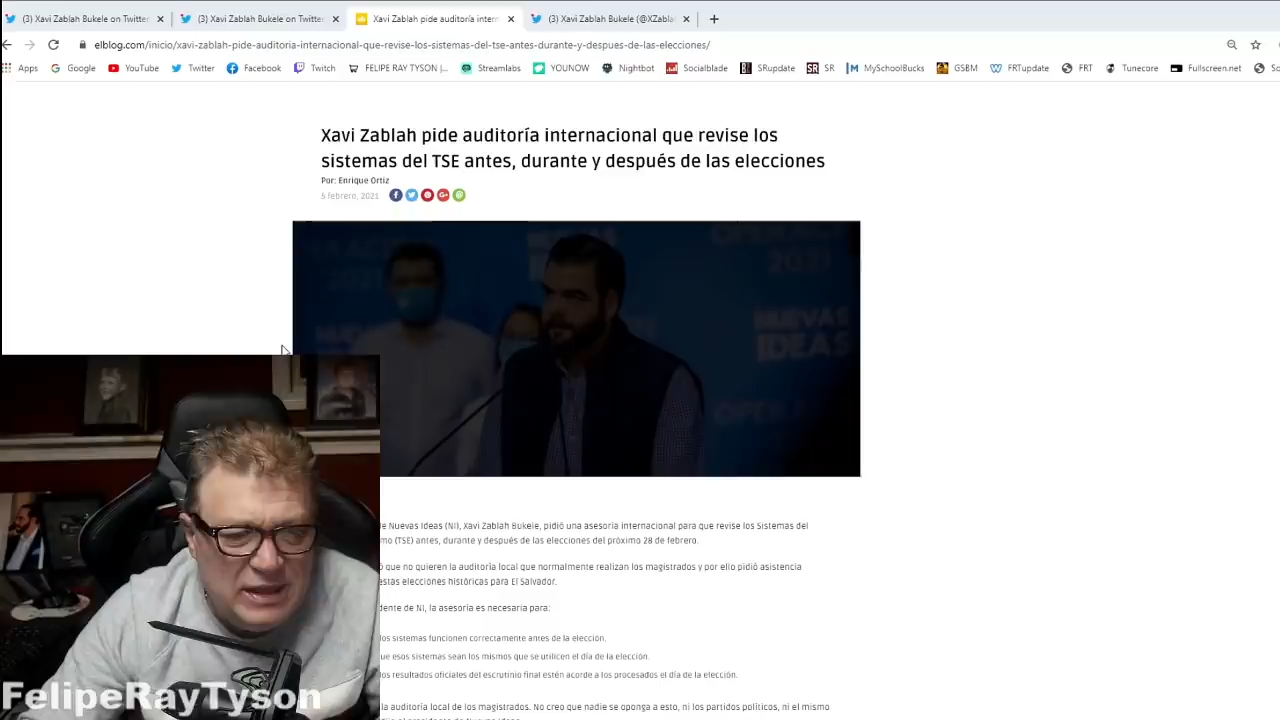 (3) Xavi Zablah Bukele on Twitter
(3) Xavi Zablah Bukele on Twitter
Xavi Zablah pide auditoría intern
(3) Xavi Zablah Bukele (@XZabla
elblog.com/inicio/xavi-zablah-pide-auditoria-internacional-que-revise-los-sistemas-del-tse-antes-durante-y-despues-de-las-elecciones/
Apps Google YouTube Twitter Facebook Twitch FELIPE RAY TYSON |... Streamlabs YOUNOW Nightbot Socialblade SRupdate SR MySchoolBucks GSBM FRTupdate FRT Tunecore Fullscreen.net So
Xavi Zablah pide auditoría internacional que revise los
sistemas del TSE antes, durante y después de las elecciones
Por: Enrique Ortiz
5 febrero, 2021
OPERACI
2021
NUEVAS
IDEAS
de Nuevas Ideas (NI), Xavi Zablah Bukele, pidió una asesoría internacional para que revise los Sistemas del
mo (TSE) antes, durante y después de las elecciones del próximo 28 de febrero.
ó que no quieren la auditoría local que normalmente realizan los magistrados y por ello pidió asistencia
estas elecciones históricas para El Salvador.
dente de NI, la asesoría es necesaria para:
los sistemas funcionen correctamente antes de la elección.
ue esos sistemas sean los mismos que se utilicen el día de la elección.
los resultados oficiales del escrutinio final estén acorde a los procesados el día de la elección.
la auditoría local de los magistrados. No creo que nadie se oponga a esto, ni los partidos políticos, ni el mismo
FelipeRayTyson